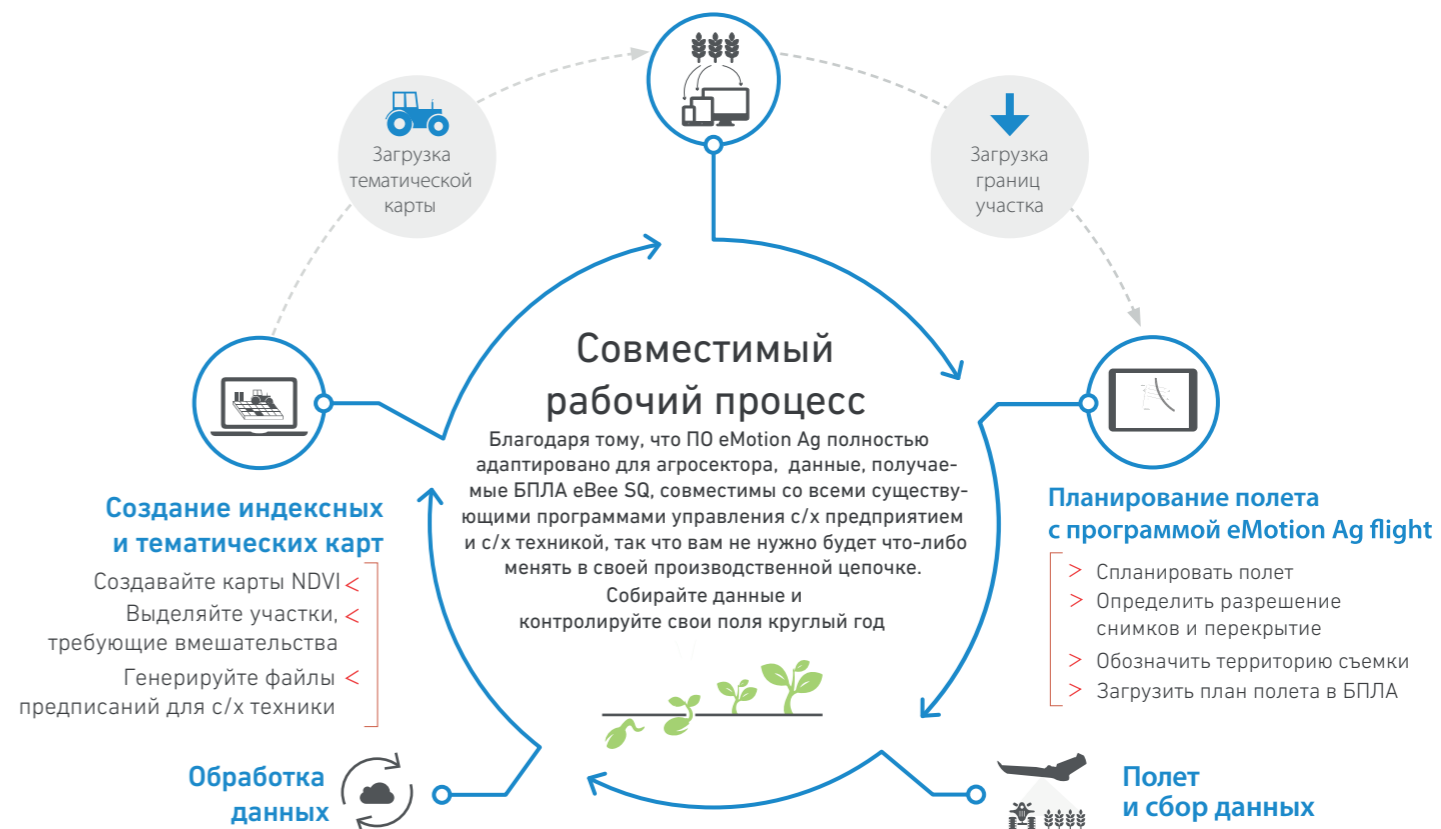 Загрузка
тематической
карты
Загрузка
границ
участка
Совместимый
рабочий процесс
Благодаря тому, что ПО eMotion Ag полностью
адаптировано для агросектора, данные, получае-
мые БПЛА eBee SQ, совместимы со всеми существу-
ющими программами управления с/х предприятием
и с/х техникой, так что вам не нужно будет что-либо
менять в своей производственной цепочке.
Собирайте данные и
контролируйте свои поля круглый год
Создание индексных
и тематических карт
Создавайте карты NDVI <
Выделяйте участки, <
требующие вмешательства
Генерируйте файлы <
предписаний для с/х техники
Планирование полета
с программой eMotion Ag flight
> Спланировать полет
> Определить разрешение
снимков и перекрытие
> Обозначить территорию съемки
> Загрузить план полета в БПЛА
Обработка
данных
Полет
и сбор данных